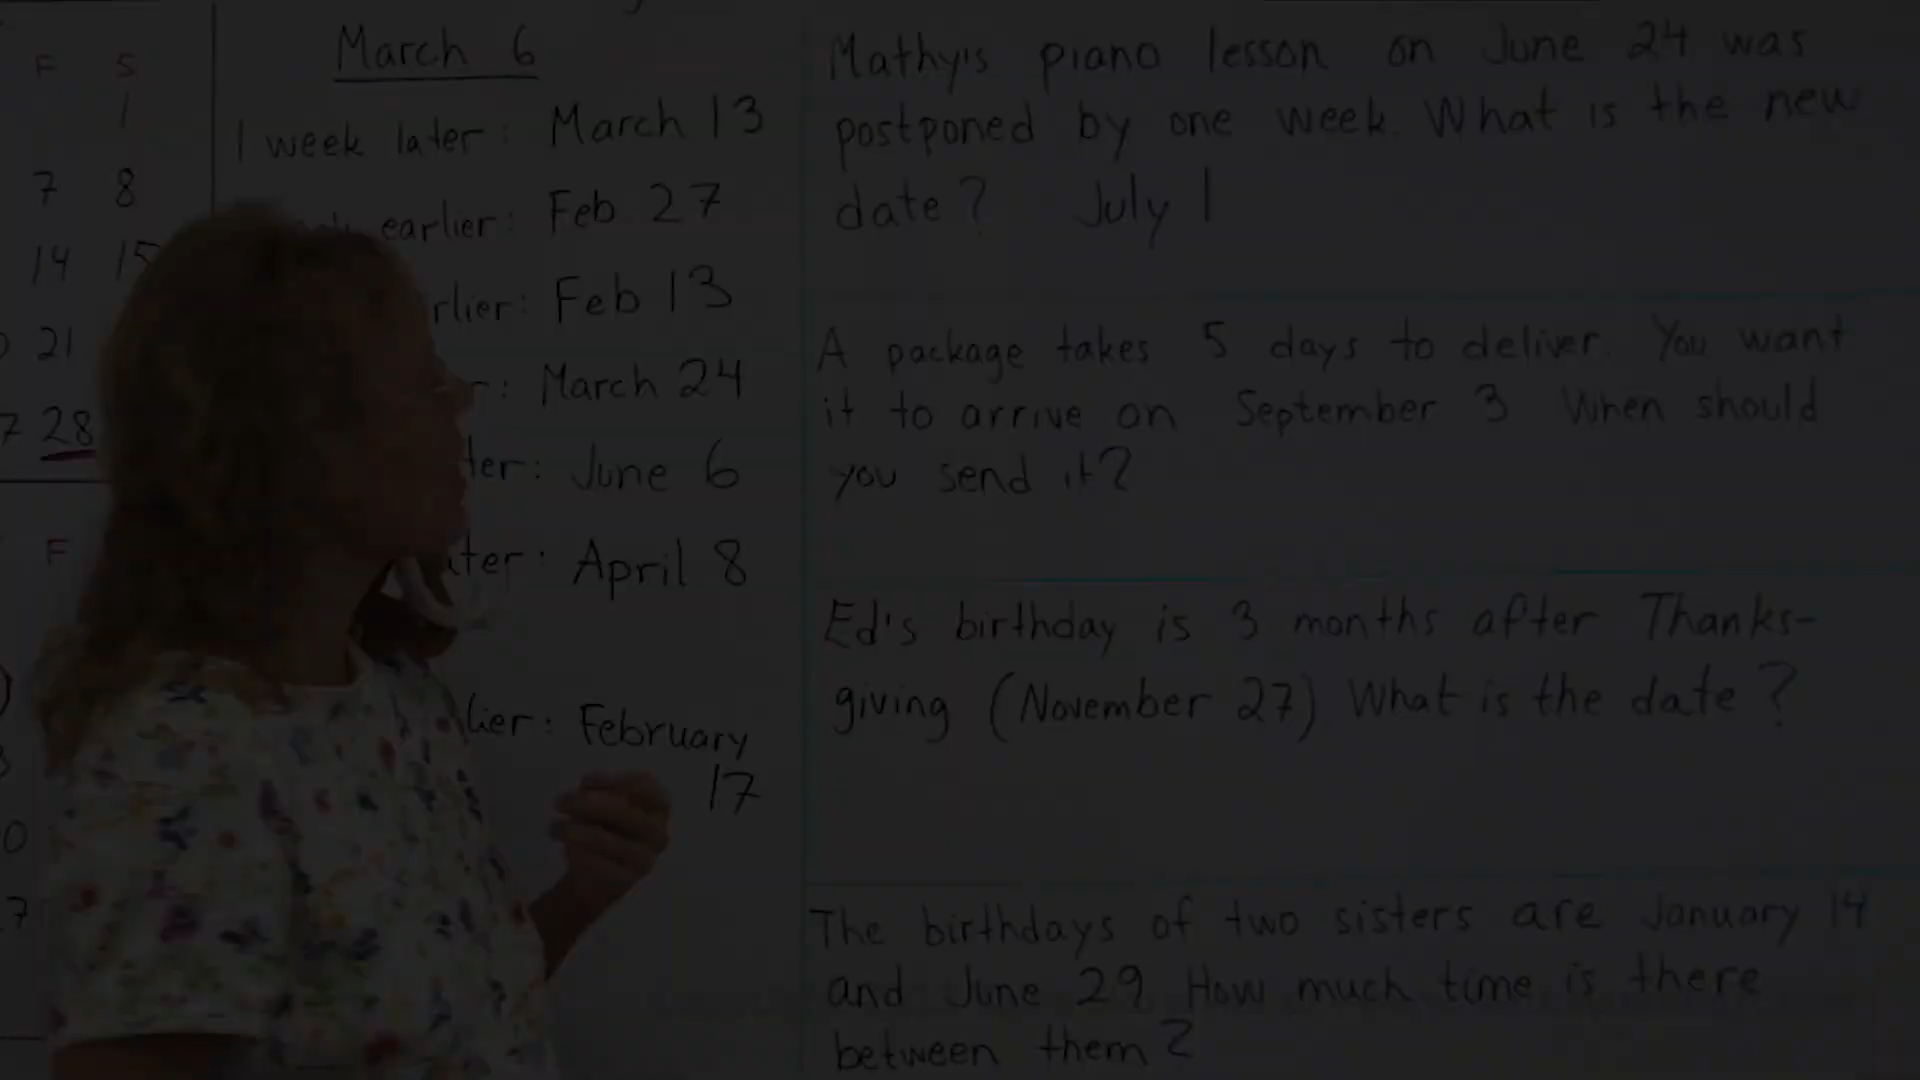 F S
1
7 8
14 15
21
28
F
March 6
1 week later: March 13
earlier: Feb 27
rlier: Feb 13
r: March 24
ter: June 6
ter: April 8
lier: February
17
Mathy's piano lesson on June 24 was
postponed by one week. What is the new
date? July 1
A package takes 5 days to deliver. You want
it to arrive on September 3 When should
you send it?
Ed's birthday is 3 months after Thanks-
giving (November 27) What is the date?
The birthdays of two sisters are January 14
and June 29 How much time is there
between them?